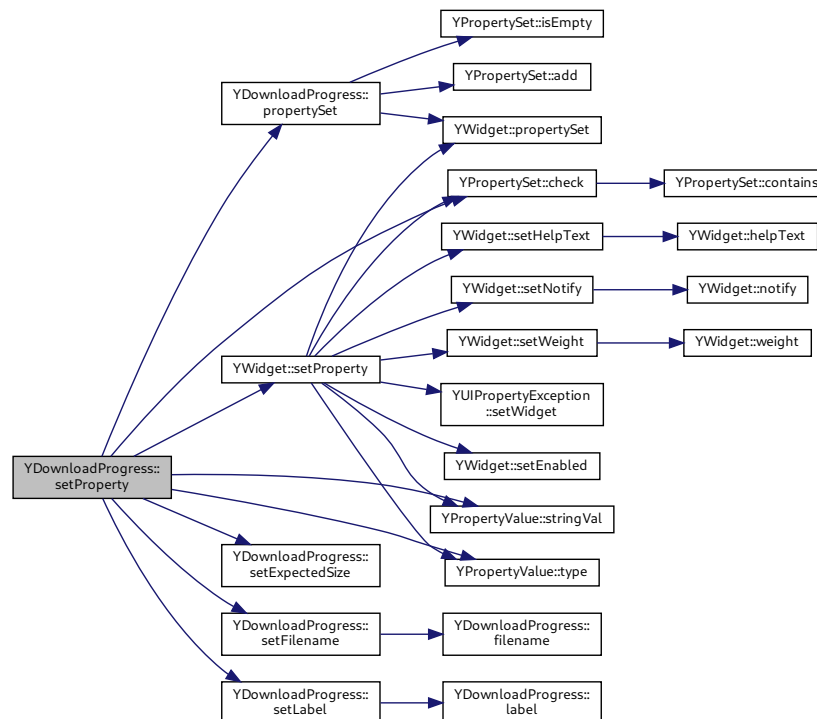 YPropertySet::isEmpty
YPropertySet::add
YDownloadProgress::
propertySet
YWidget::propertySet
YPropertySet::check
YPropertySet::contains
YWidget::setHelpText
YWidget::helpText
YWidget::setNotify
YWidget::notify
YWidget::setWeight
YWidget::weight
YWidget::setProperty
YUIPropertyException
::setWidget
YWidget::setEnabled
YDownloadProgress::
setProperty
YPropertyValue::stringVal
YDownloadProgress::
setExpectedSize
YPropertyValue::type
YDownloadProgress::
setFilename
YDownloadProgress::
filename
YDownloadProgress::
setLabel
YDownloadProgress::
label